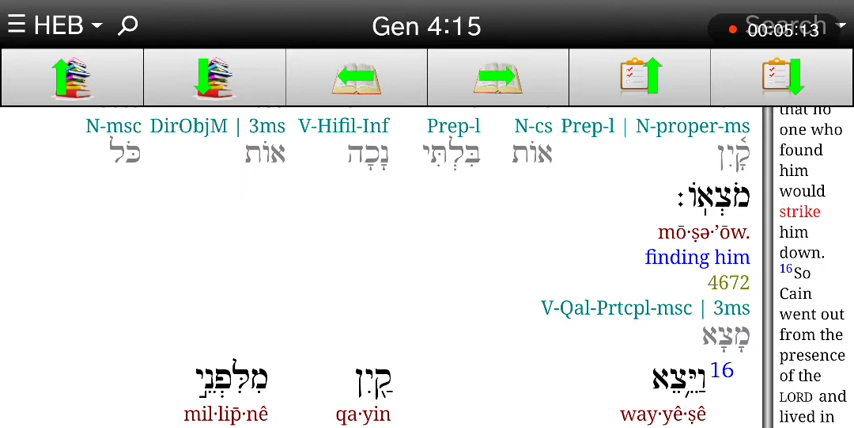 ☰ HEB
Gen 4:15
00:05:13
N-msc DirObjM | 3ms V-Hifil-Inf Prep-l N-cs Prep-l | N-proper-ms
קַיִן אוֹת בִּלְתִּי נָכָה אוֹת כֹּל
מֹצְאֽוֹ׃
mō·ṣə·’ōw.
finding him
4672
V-Qal-Prtcpl-msc | 3ms
מָצָא
16 וַיֵּ֥צֵא קַ֖יִן מִלִּפְנֵ֣י
mil·lip̄·nê qa·yin way·yê·ṣê
that no
one who
found
him
would
strike
him
down.
16So
Cain
went out
from the
presence
of the
LORD and
lived in